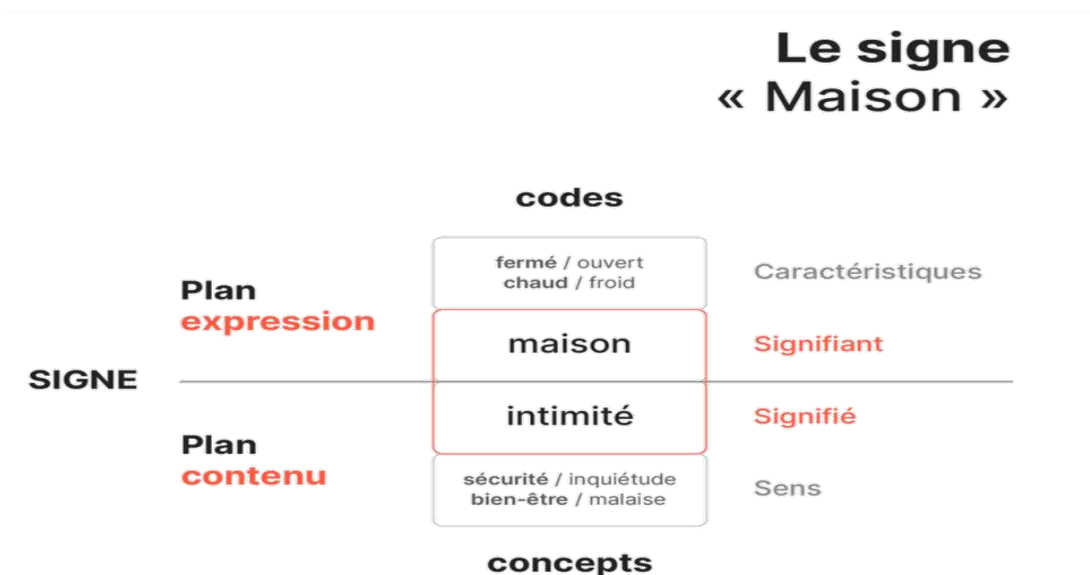 Le signe
« Maison »
codes
fermé / ouvert
chaud / froid
Caractéristiques
Plan
expression
maison
Signifiant
SIGNE
intimité
Signifié
Plan
contenu
sécurité / inquiétude
bien-être / malaise
Sens
concepts